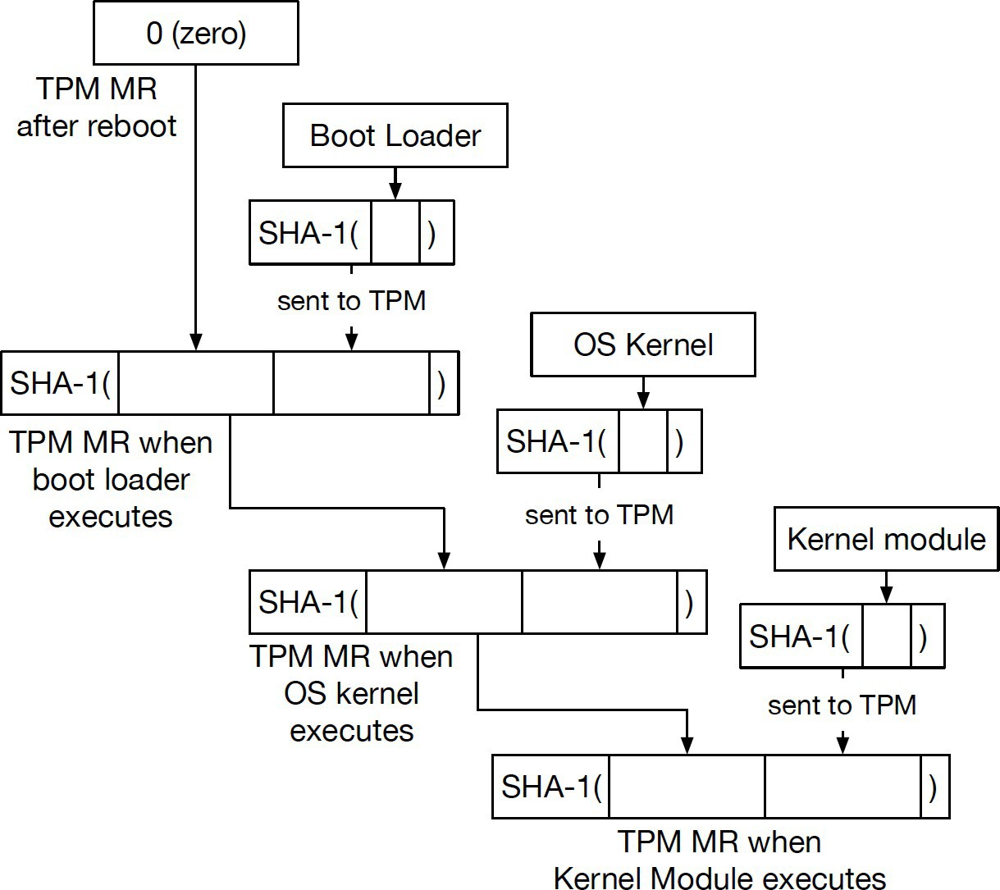 0 (zero)
TPM MR
after reboot
Boot Loader
SHA-1( )
sent to TPM
SHA-1( )
TPM MR when
boot loader
executes
OS Kernel
SHA-1( )
sent to TPM
SHA-1( )
TPM MR when
OS kernel
executes
Kernel module
SHA-1( )
sent to TPM
SHA-1( )
TPM MR when
Kernel Module executes